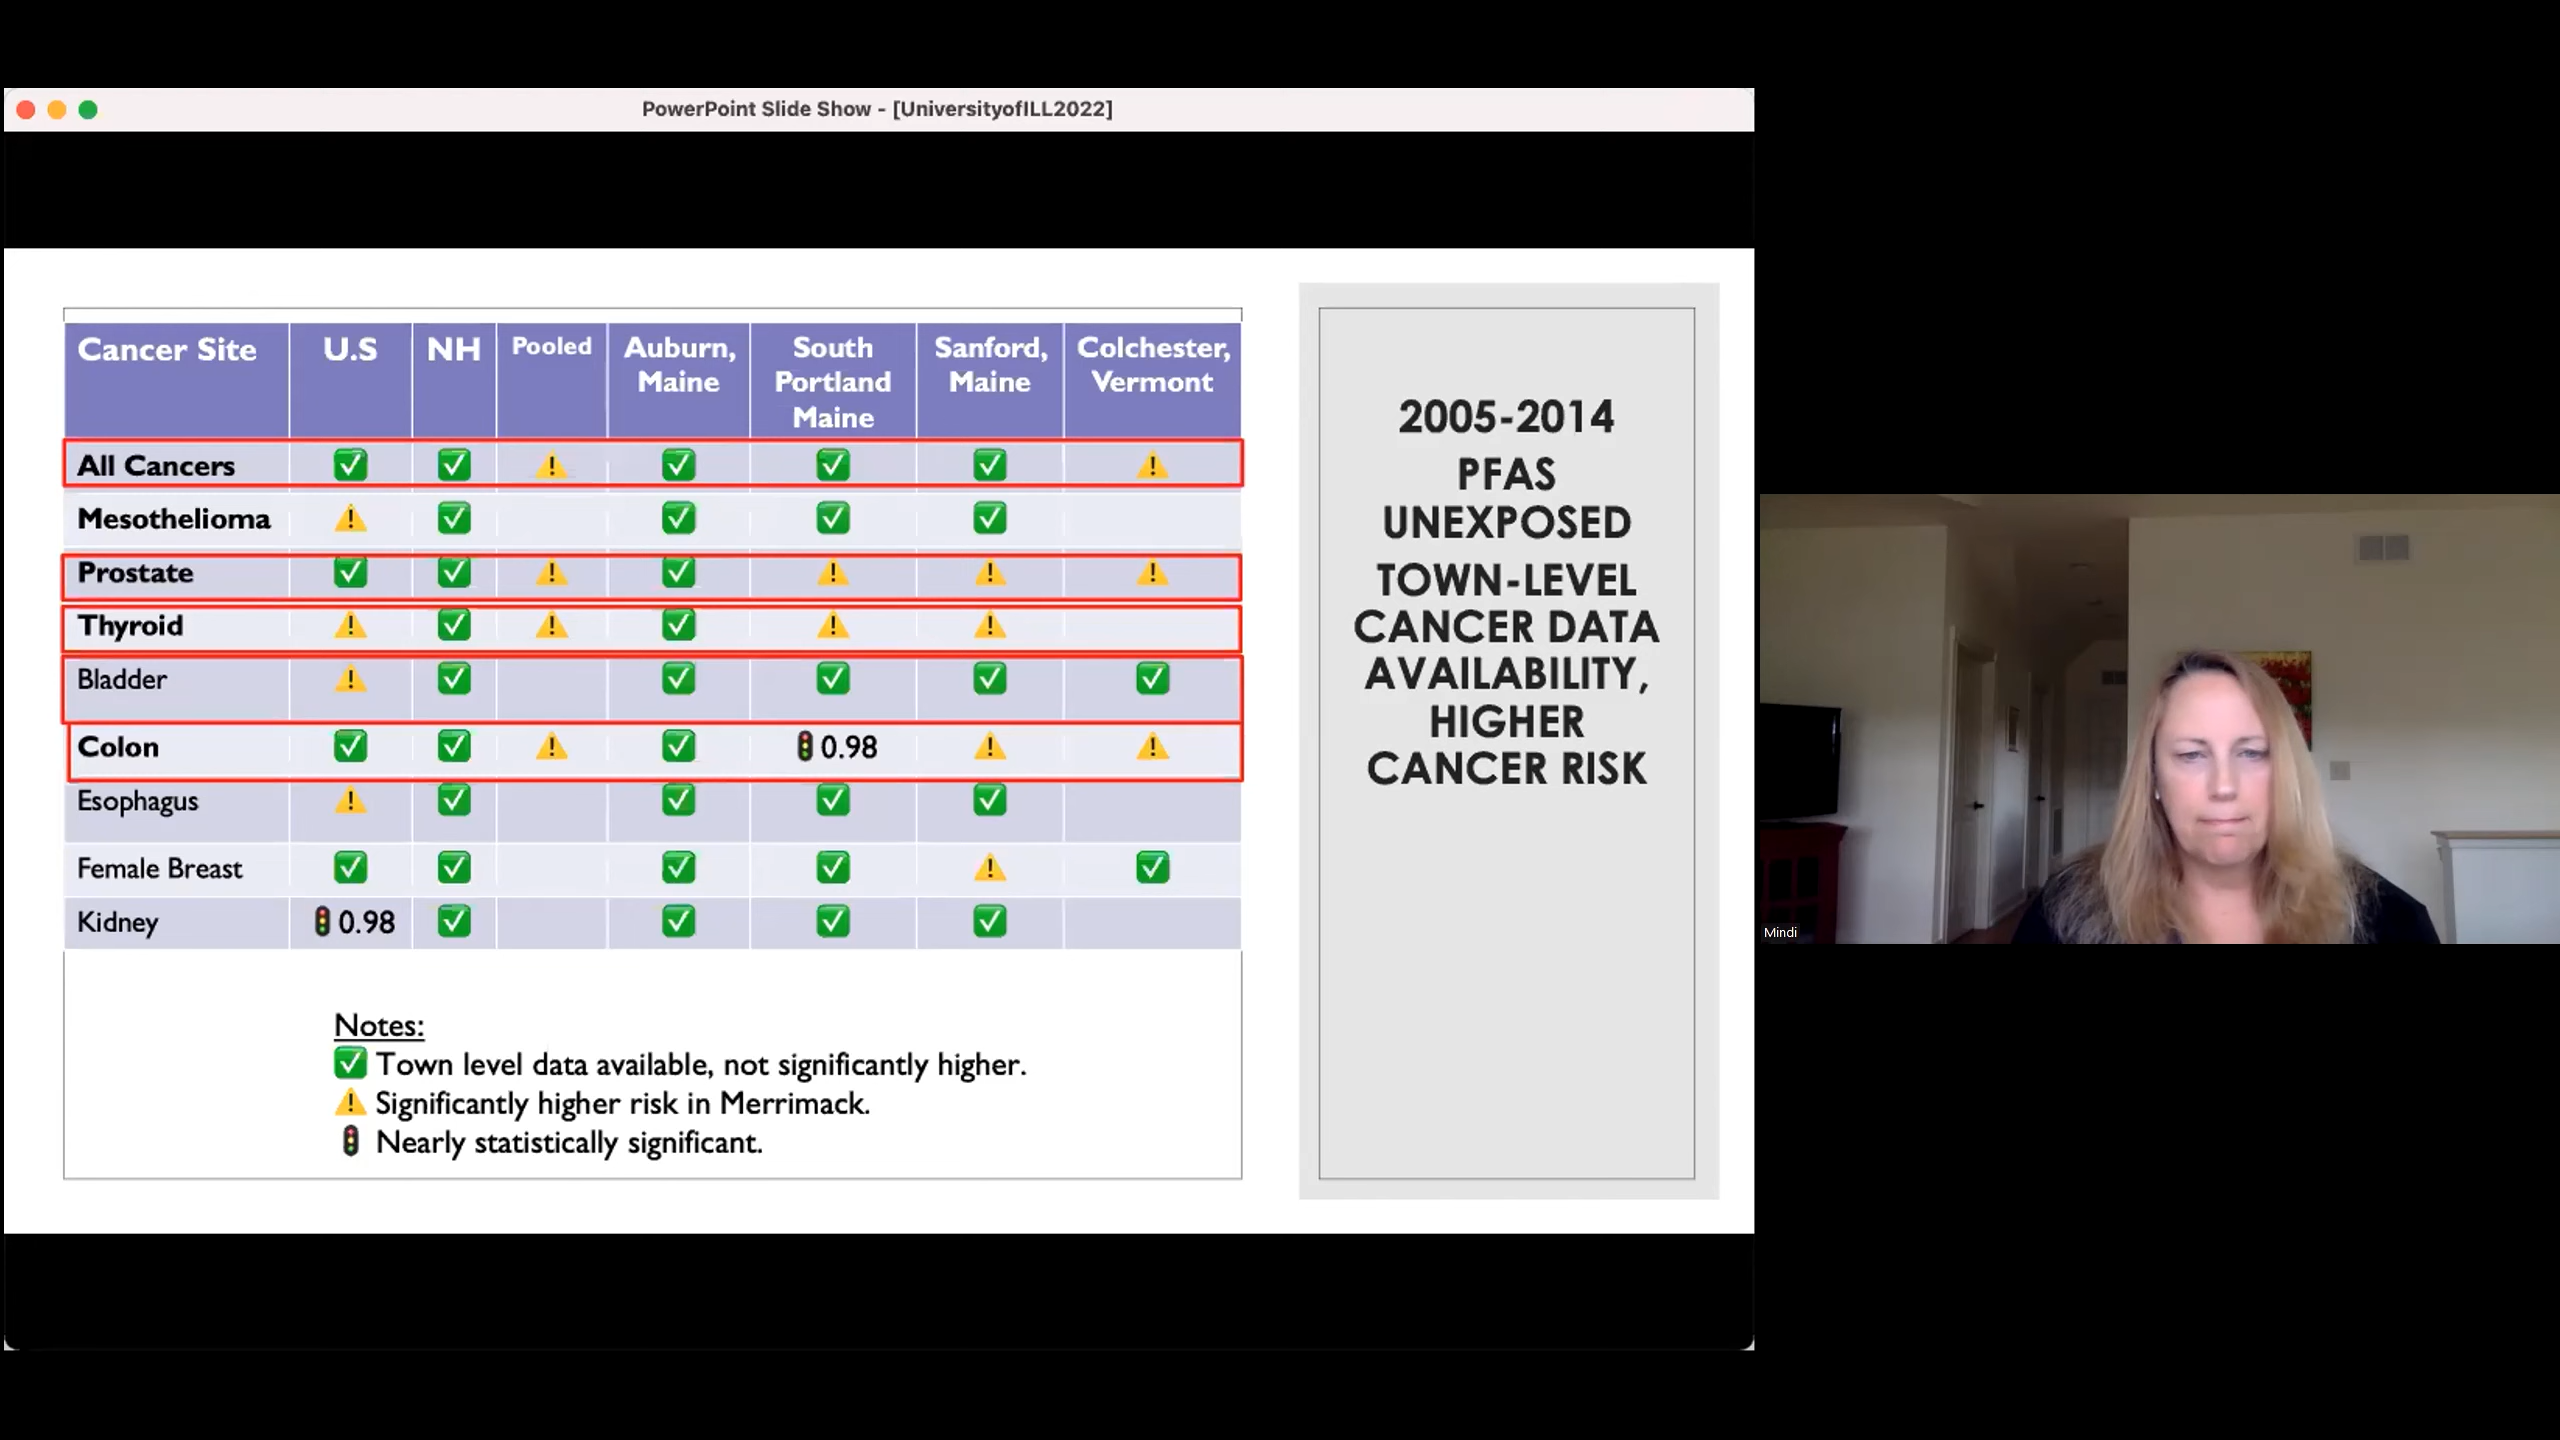 PowerPoint Slide Show - [UniversityofILL2022]
Cancer Site U.S NH Pooled Auburn, Maine South Portland Maine Sanford, Maine Colchester, Vermont
All Cancers ✅ ✅ ⚠️ ✅ ✅ ✅ ⚠️
Mesothelioma ⚠️ ✅ ✅ ✅ ✅
Prostate ✅ ✅ ⚠️ ✅ ⚠️ ⚠️ ⚠️
Thyroid ⚠️ ✅ ⚠️ ✅ ⚠️ ⚠️
Bladder ⚠️ ✅ ✅ ✅ ✅ ✅
Colon ✅ ✅ ⚠️ ✅ 🚦0.98 ⚠️ ⚠️
Esophagus ⚠️ ✅ ✅ ✅ ✅
Female Breast ✅ ✅ ✅ ✅ ⚠️ ✅
Kidney 🚦0.98 ✅ ✅ ✅ ✅
Notes:
✅ Town level data available, not significantly higher.
⚠️ Significantly higher risk in Merrimack.
🚦 Nearly statistically significant.
2005-2014
PFAS
UNEXPOSED
TOWN-LEVEL
CANCER DATA
AVAILABILITY,
HIGHER
CANCER RISK
Mindi